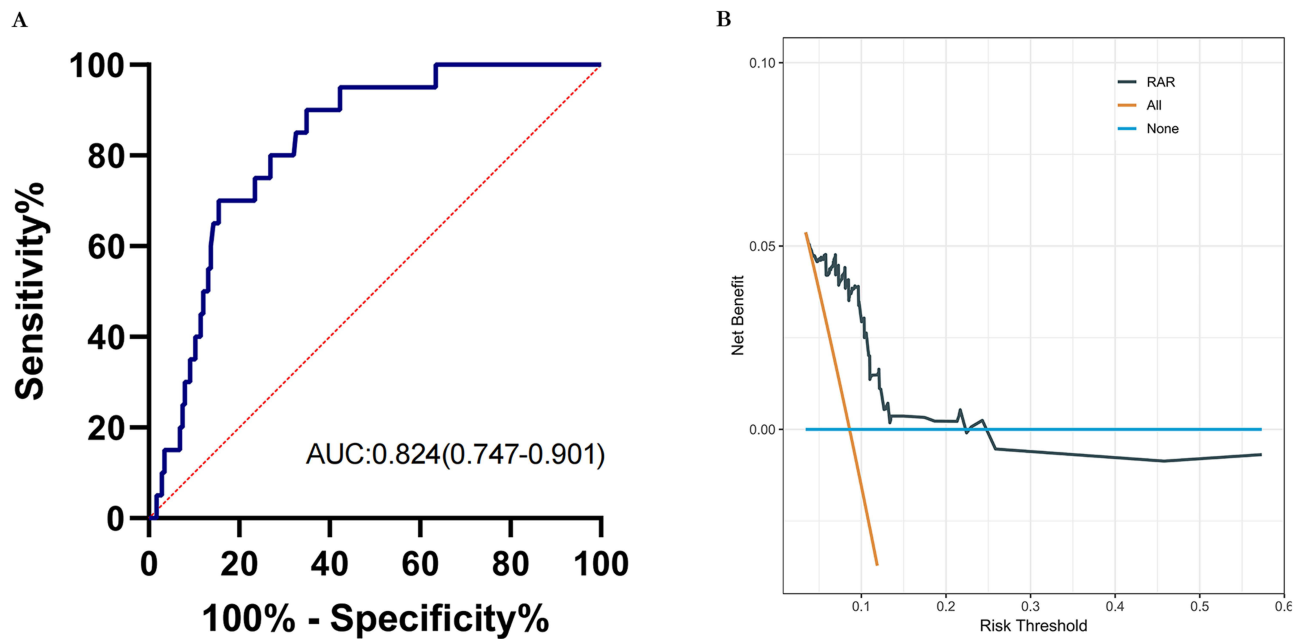 A
Sensitivity%
100
80
60
40
20
0
AUC:0.824(0.747-0.901)
0 20 40 60 80 100
100% - Specificity%
B
Net Benefit
0.10
0.05
0.00
RAR
All
None
0.1 0.2 0.3 0.4 0.5 0.6
Risk Threshold